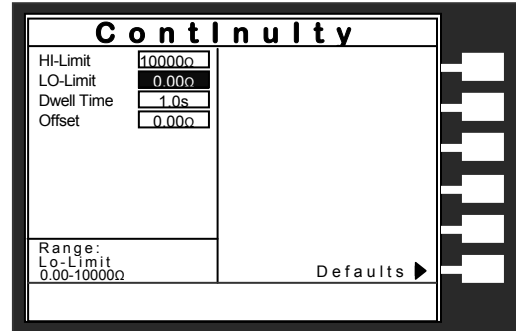 ContInuIty
HI-Limit 10000Ω
LO-Limit 0.00Ω
Dwell Time 1.0s
Offset 0.00Ω
Range:
Lo-Limit
0.00-10000Ω
Defaults